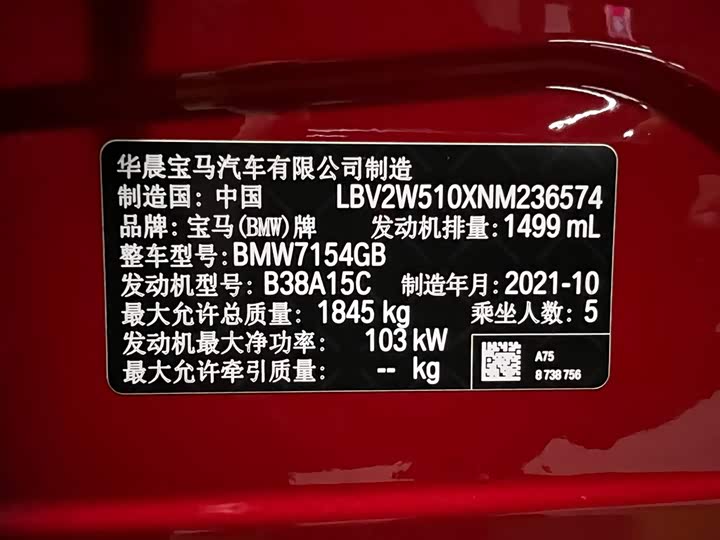 华晨宝马汽车有限公司制造
制造国：中国 LBV2W510XNM236574
品牌：宝马(BMW)牌 发动机排量：1499 mL
整车型号：BMW7154GB
发动机型号：B38A15C 制造年月：2021-10
最大允许总质量：1845 kg 乘坐人数：5
发动机最大净功率： 103 kW
最大允许牵引质量： -- kg
A75
8 738 756